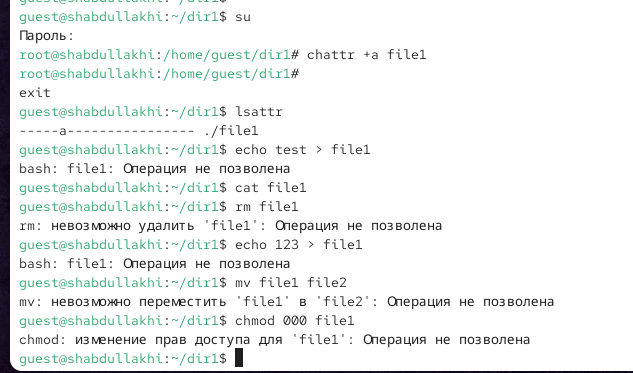 guest@shabdullakhi:~/dir1$ su
Пароль:
root@shabdullakhi:/home/guest/dir1# chattr +a file1
root@shabdullakhi:/home/guest/dir1#
exit
guest@shabdullakhi:~/dir1$ lsattr
-----a---------------- ./file1
guest@shabdullakhi:~/dir1$ echo test > file1
bash: file1: Операция не позволена
guest@shabdullakhi:~/dir1$ cat file1
guest@shabdullakhi:~/dir1$ rm file1
rm: невозможно удалить 'file1': Операция не позволена
guest@shabdullakhi:~/dir1$ echo 123 > file1
bash: file1: Операция не позволена
guest@shabdullakhi:~/dir1$ mv file1 file2
mv: невозможно переместить 'file1' в 'file2': Операция не позволена
guest@shabdullakhi:~/dir1$ chmod 000 file1
chmod: изменение прав доступа для 'file1': Операция не позволена
guest@shabdullakhi:~/dir1$